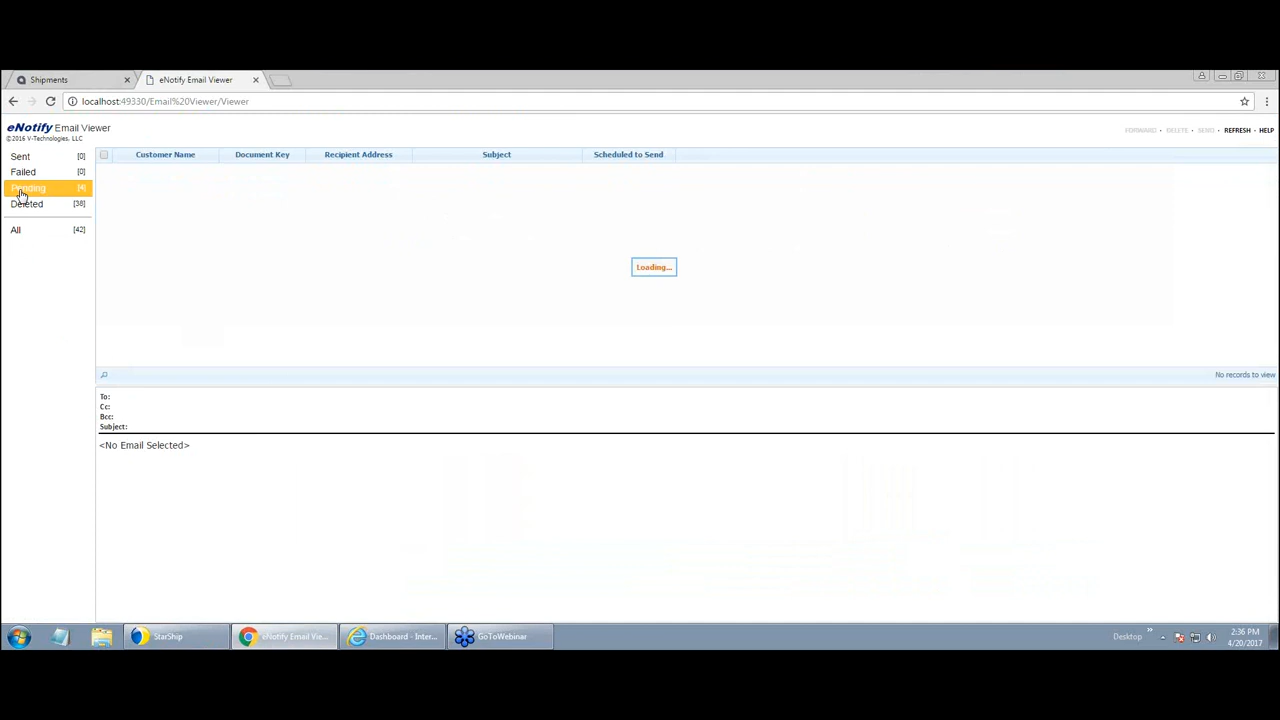 Shipments
eNotify Email Viewer
localhost:49330/Email%20Viewer/Viewer
eNotify Email Viewer
©2016 V-Technologies, LLC
FORWARD · DELETE · SEND · REFRESH · HELP
Sent [0]
Failed [0]
Pending [4]
Deleted [38]
All [42]
Customer Name Document Key Recipient Address Subject Scheduled to Send
Loading...
No records to view
To:
Cc:
Bcc:
Subject:
<No Email Selected>
StarShip
eNotify Email Vie...
Dashboard - Inter...
GoToWebinar
Desktop
2:36 PM
4/20/2017